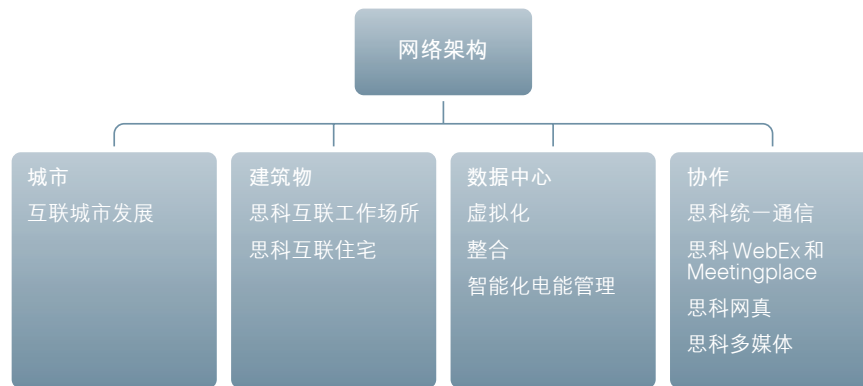 网络架构
城市
互联城市发展
建筑物
思科互联工作场所
思科互联住宅
数据中心
虚拟化
整合
智能化电能管理
协作
思科统一通信
思科 WebEx 和
Meetingplace
思科网真
思科多媒体